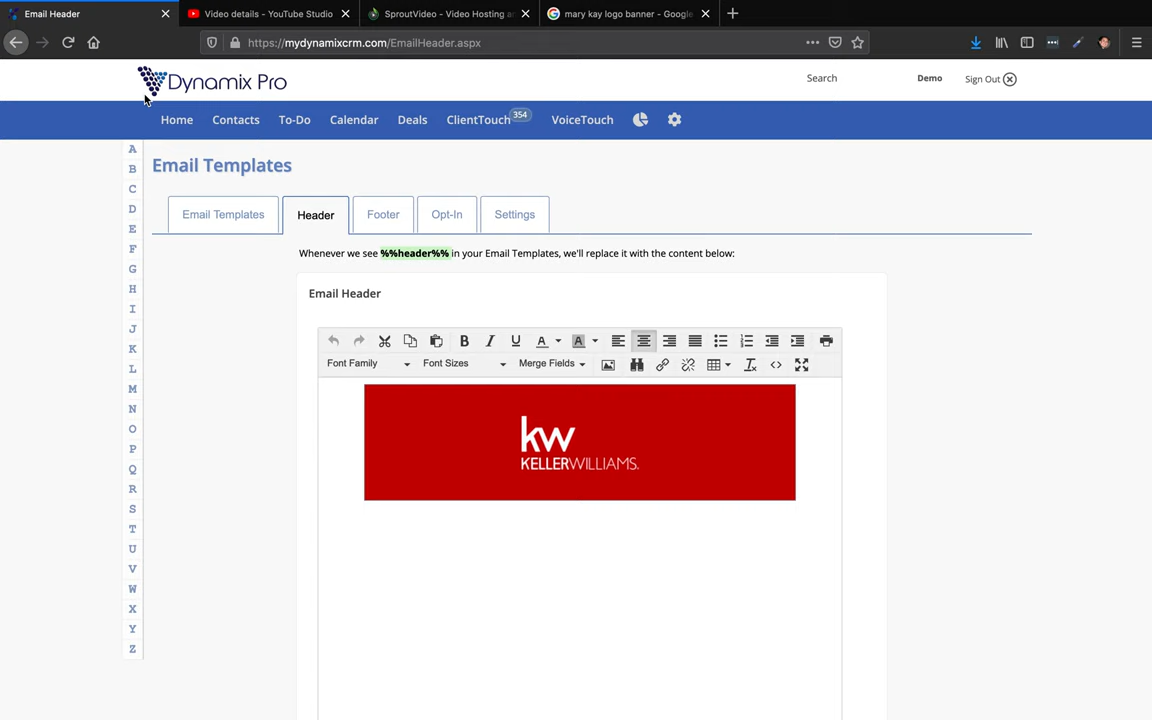 Email Header
Video details - YouTube Studio
SproutVideo - Video Hosting a
mary kay logo banner - Google
https://mydynamixcrm.com/EmailHeader.aspx
Dynamix Pro
Search
Demo
Sign Out
Home
Contacts
To-Do
Calendar
Deals
ClientTouch
354
VoiceTouch
A
B
C
D
E
F
G
H
I
J
K
L
M
N
O
P
Q
R
S
T
U
V
W
X
Y
Z
Email Templates
Email Templates
Header
Footer
Opt-In
Settings
Whenever we see %%header%% in your Email Templates, we'll replace it with the content below:
Email Header
B
I
U
A
A
Font Family
Font Sizes
Merge Fields
kw
KELLERWILLIAMS.